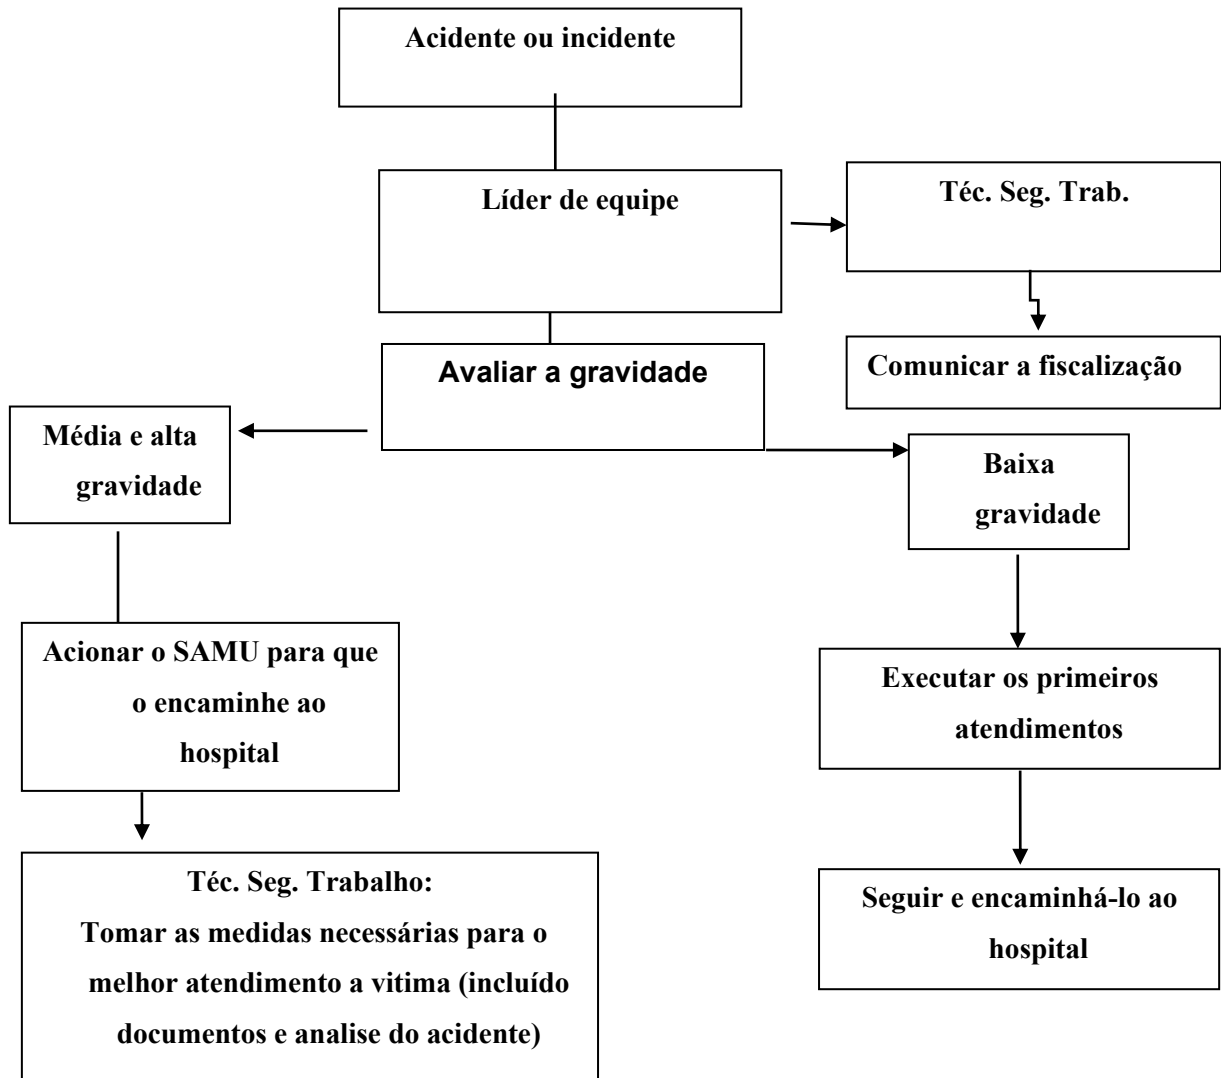 Acidente ou incidente
Líder de equipe
Téc. Seg. Trab.
Comunicar a fiscalização
Avaliar a gravidade
Média e alta
gravidade
Baixa
gravidade
Acionar o SAMU para que
o encaminhe ao
hospital
Executar os primeiros
atendimentos
Téc. Seg. Trabalho:
Tomar as medidas necessárias para o
melhor atendimento a vitima (incluído
documentos e analise do acidente)
Seguir e encaminhá-lo ao
hospital